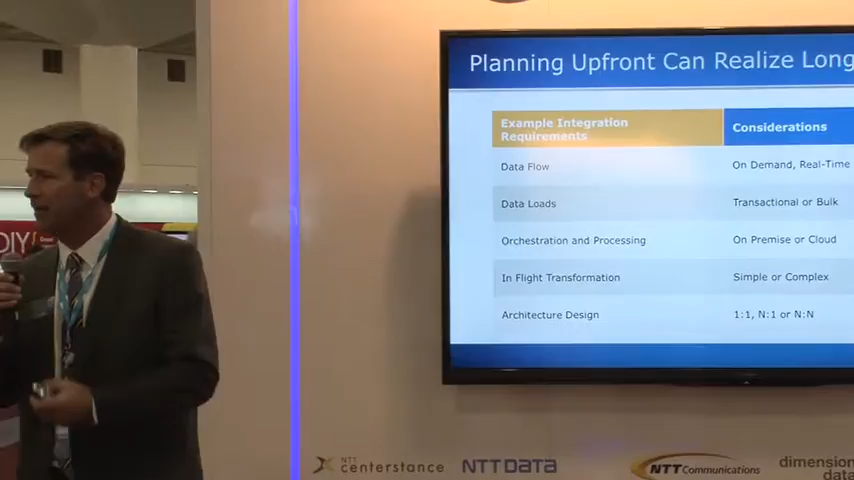 Planning Upfront Can Realize Long
Example Integration
Requirements
Considerations
Data Flow
On Demand, Real-Time
Data Loads
Transactional or Bulk
Orchestration and Processing
On Premise or Cloud
In Flight Transformation
Simple or Complex
Architecture Design
1:1, N:1 or N:N
DIY
NTT
centerstance
NTT DATA
NTT Communications
dimension
data